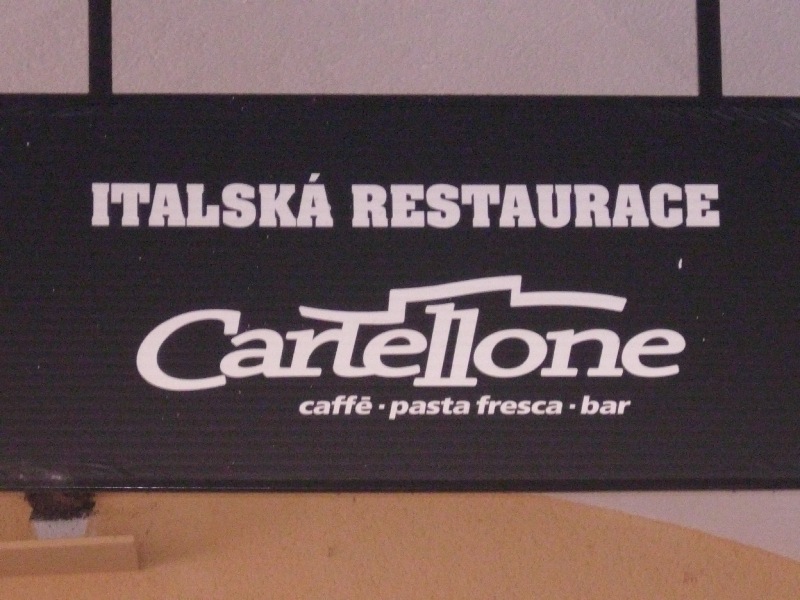 ITALSKÁ RESTAURACE
Cartellone
caffē · pasta fresca · bar